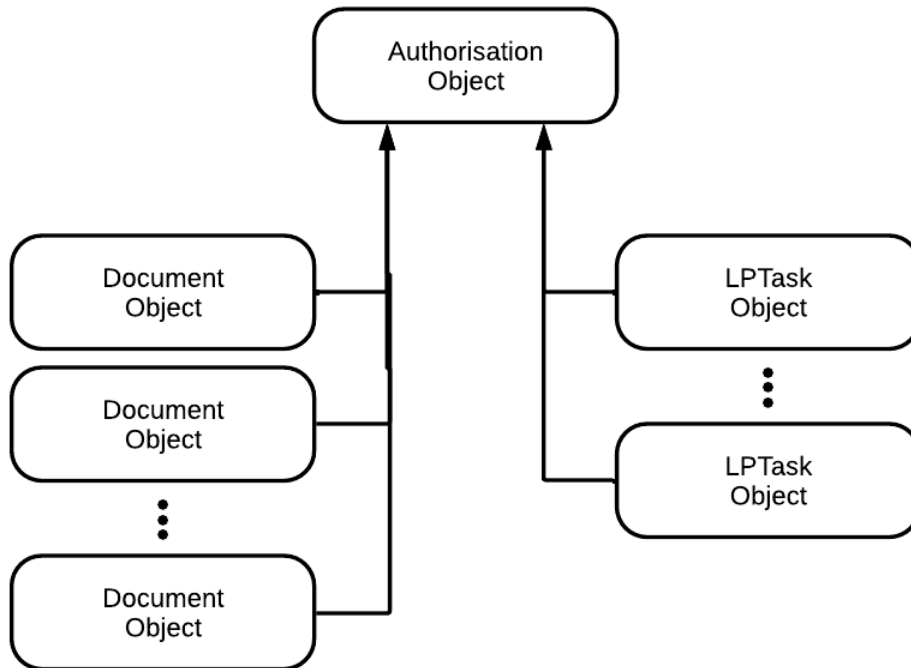 Authorisation
Object
Document
Object
Document
Object
Document
Object
LPTask
Object
LPTask
Object